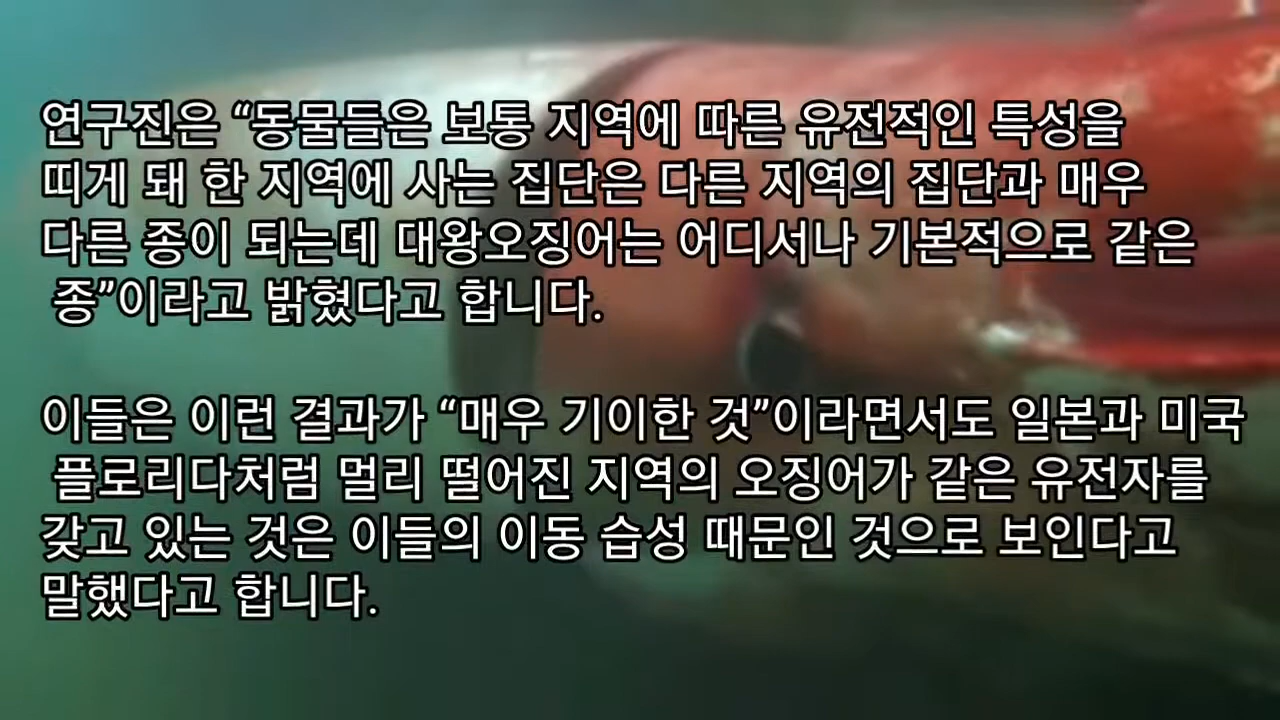 연구진은 “동물들은 보통 지역에 따른 유전적인 특성을
띠게 돼 한 지역에 사는 집단은 다른 지역의 집단과 매우
다른 종이 되는데 대왕오징어는 어디서나 기본적으로 같은
종”이라고 밝혔다고 합니다.
이들은 이런 결과가 “매우 기이한 것”이라면서도 일본과 미국
플로리다처럼 멀리 떨어진 지역의 오징어가 같은 유전자를
갖고 있는 것은 이들의 이동 습성 때문인 것으로 보인다고
말했다고 합니다.